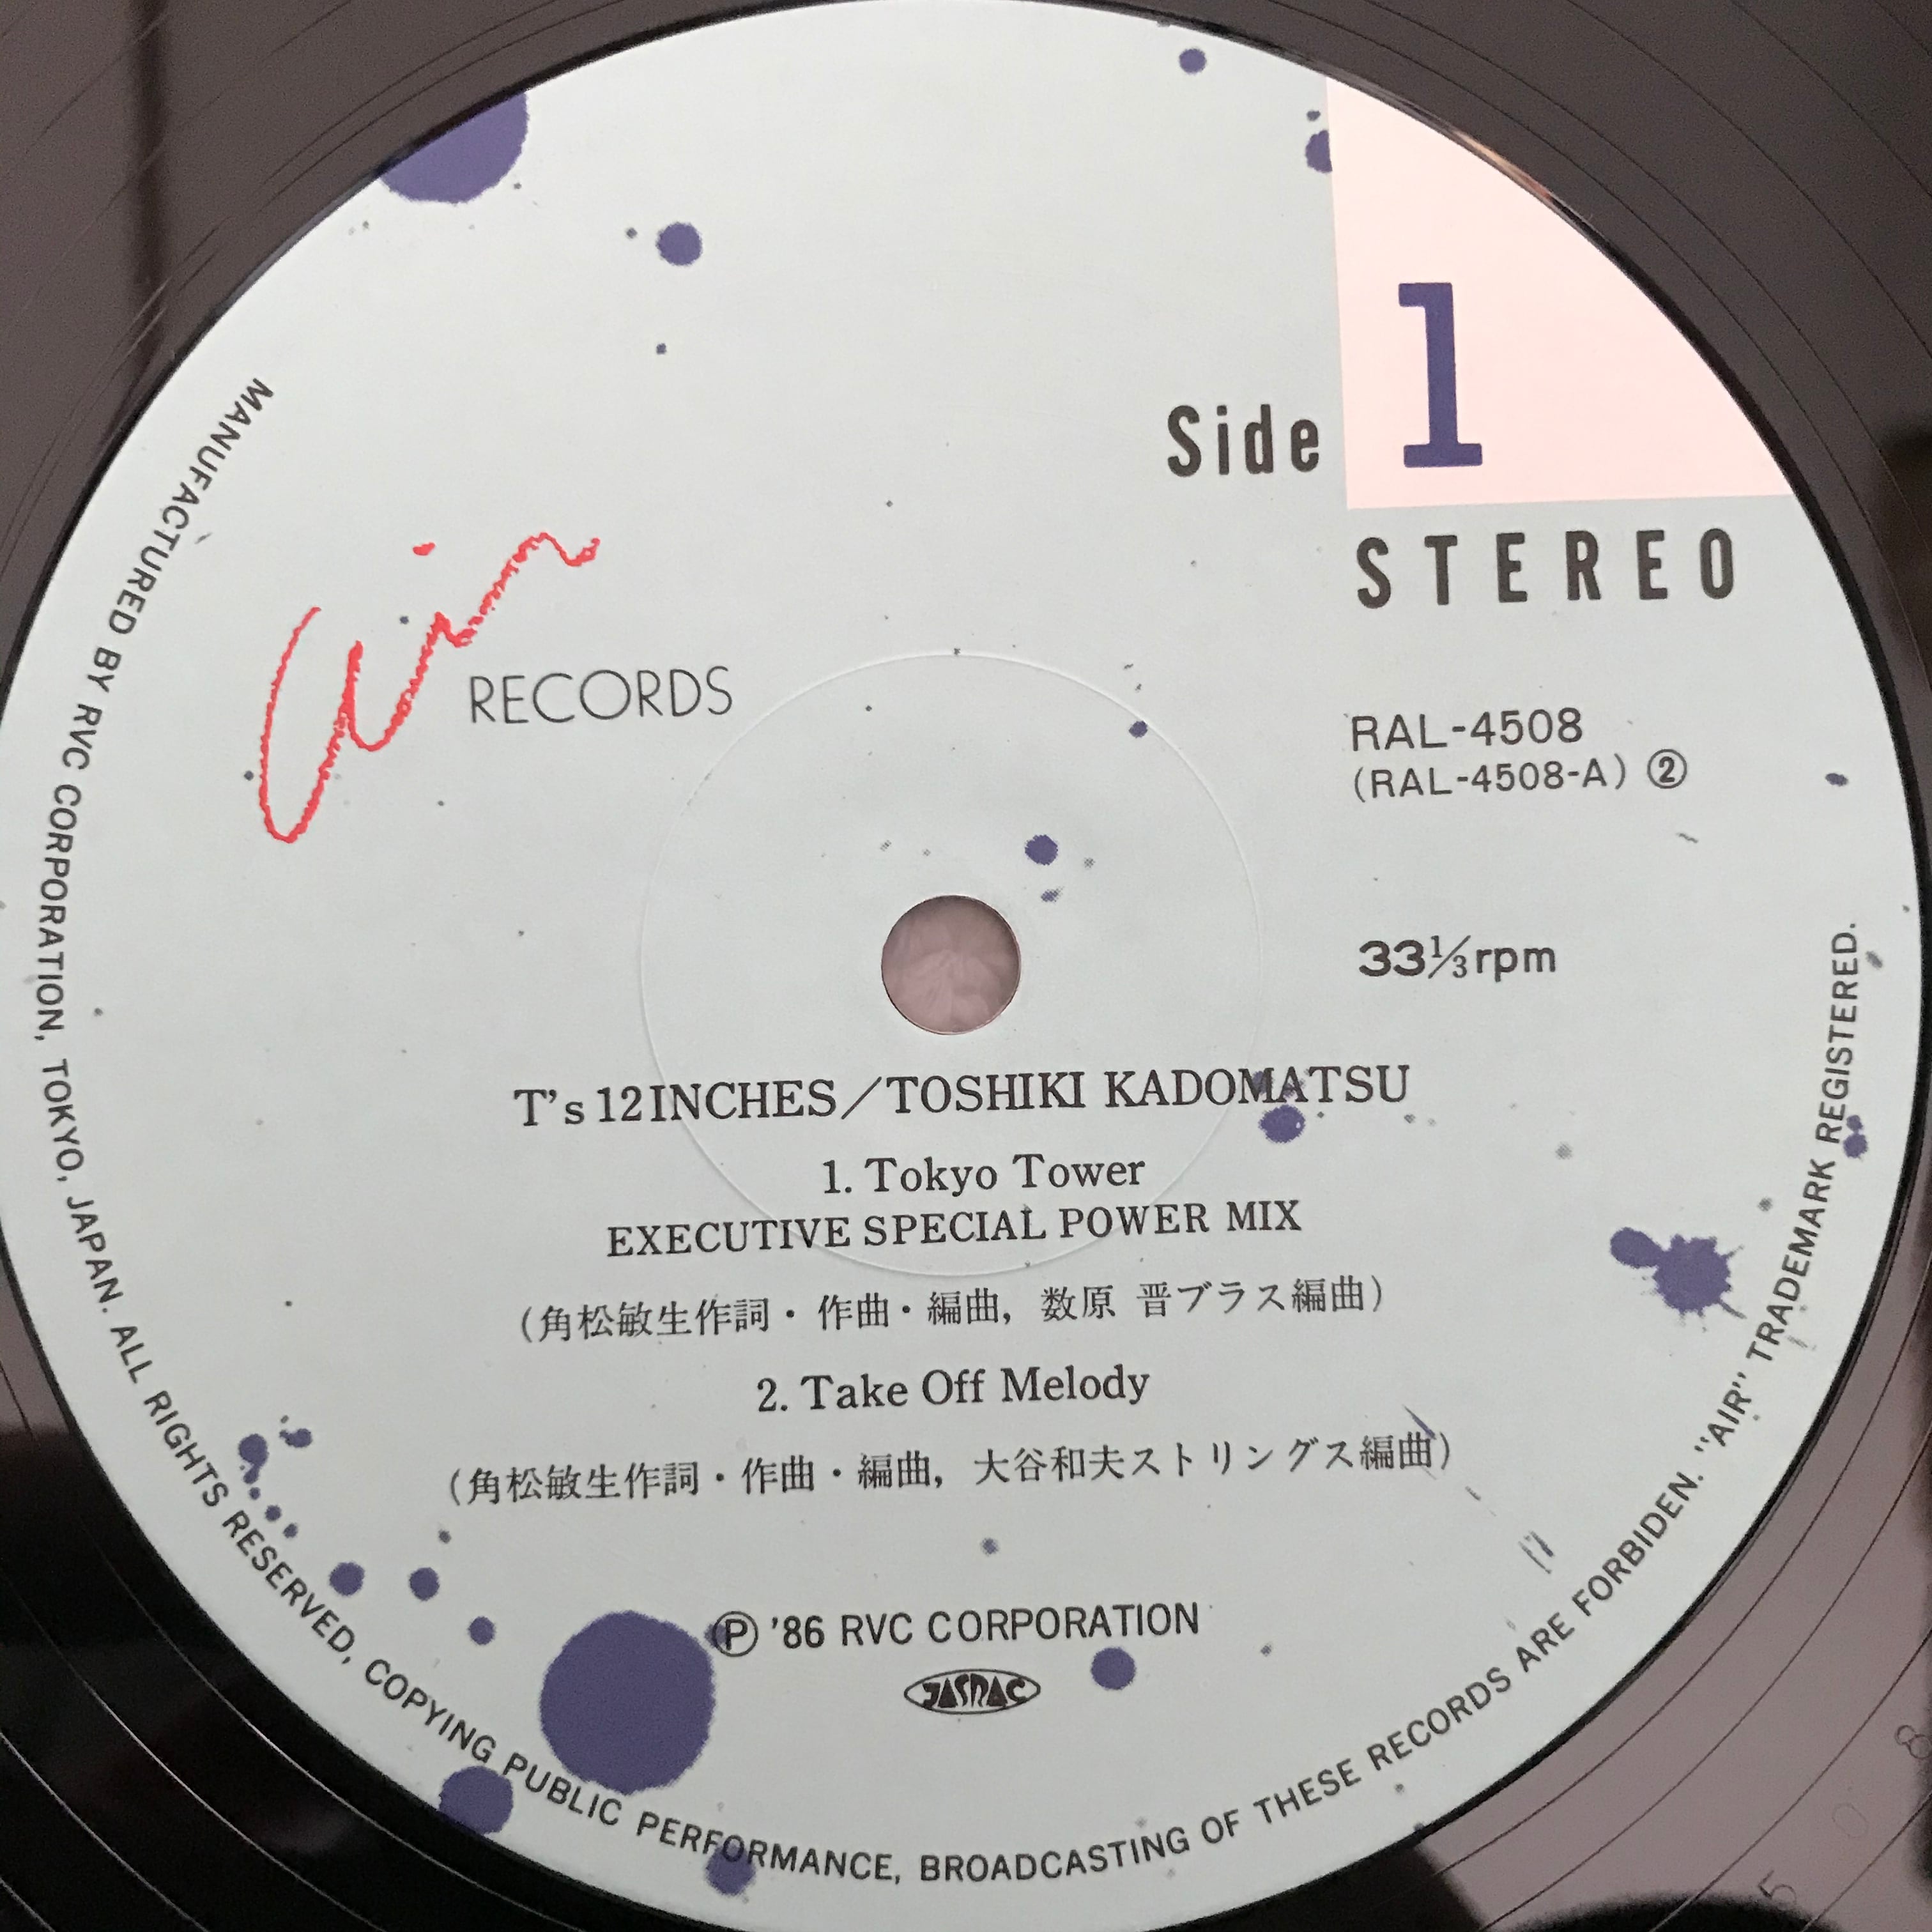 Side 1
STEREO
air
RECORDS
RAL-4508
(RAL-4508-A) ②
33⅓rpm
T's 12INCHES／TOSHIKI KADOMATSU
1. Tokyo Tower
EXECUTIVE SPECIAL POWER MIX
(角松敏生作詞・作曲・編曲, 数原 晋ブラス編曲)
2. Take Off Melody
(角松敏生作詞・作曲・編曲, 大谷和夫ストリングス編曲)
Ⓟ '86 RVC CORPORATION
JASRAC
MANUFACTURED BY RVC CORPORATION, TOKYO, JAPAN. ALL RIGHTS RESERVED, COPYING PUBLIC PERFORMANCE, BROADCASTING OF THESE RECORDS ARE FORBIDEN. "AIR" TRADEMARK REGISTERED.